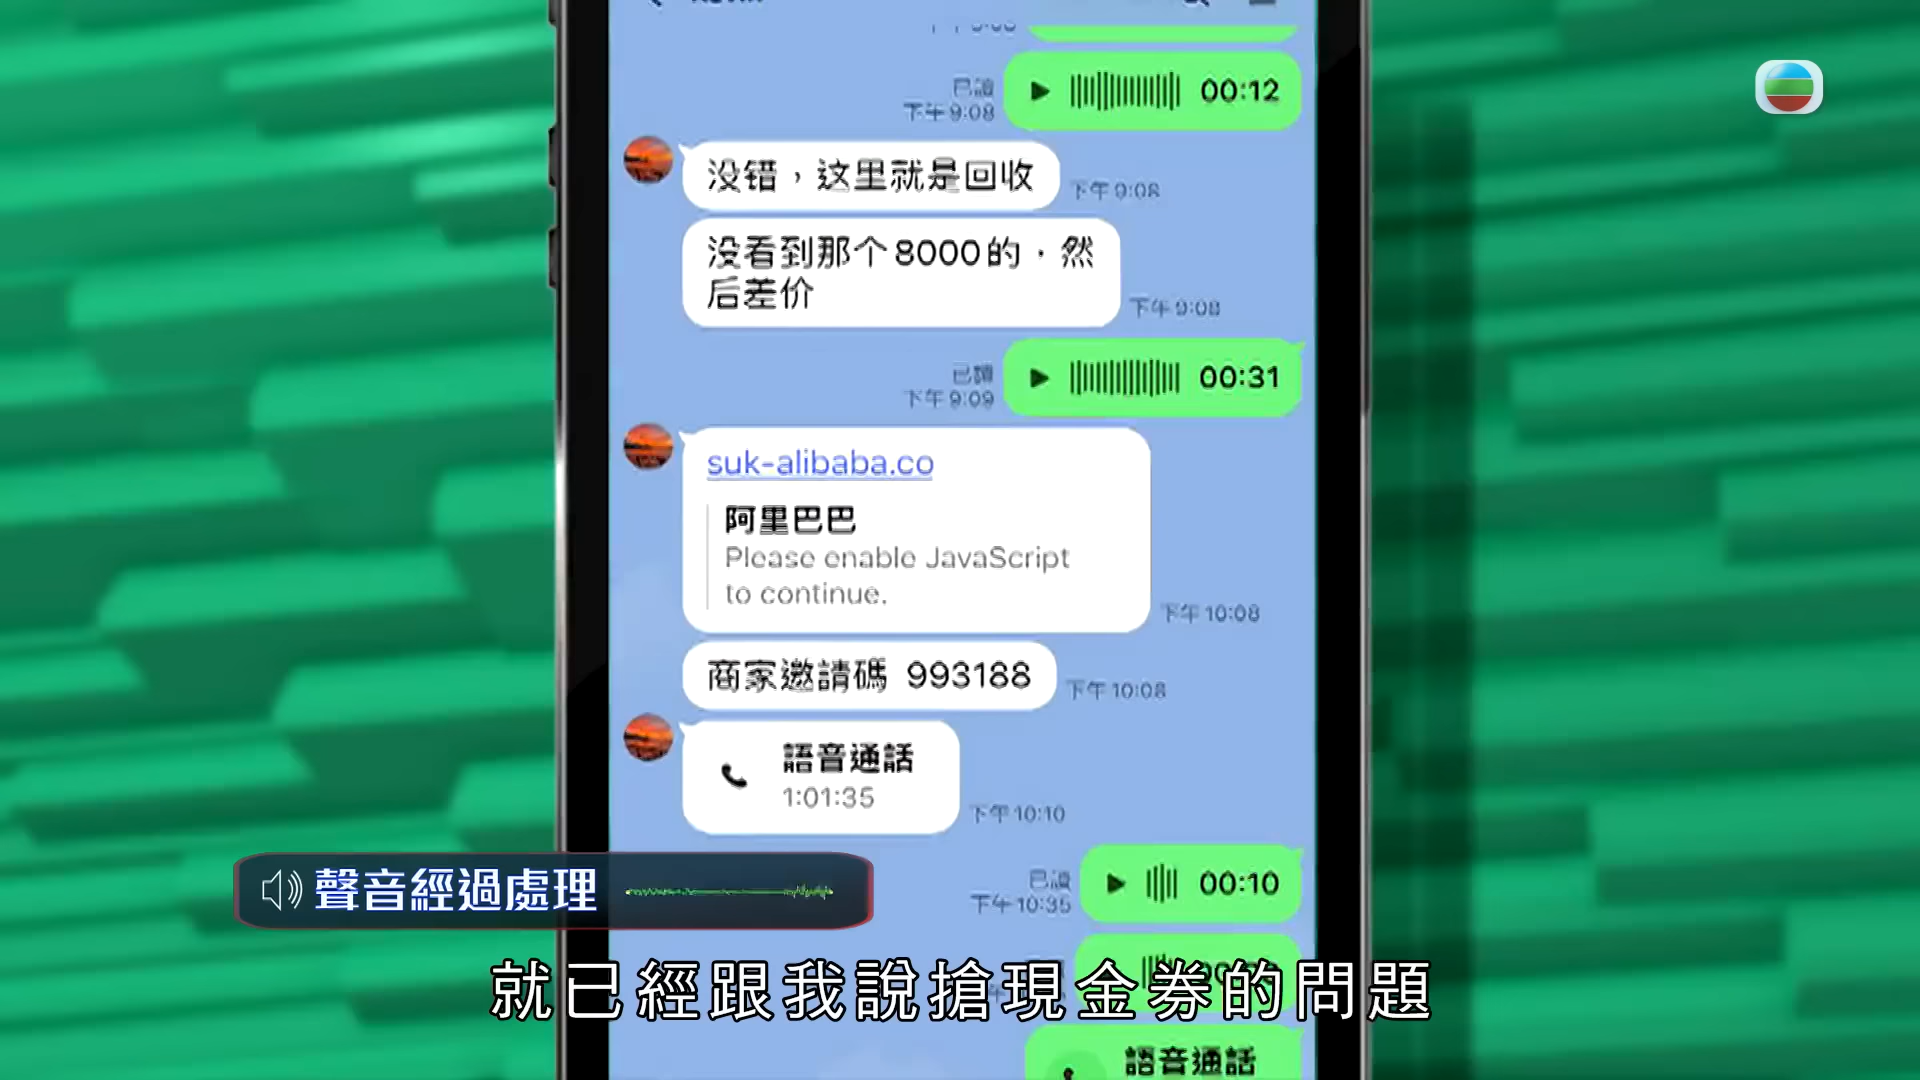 下午9:08
已讀
下午9:08
00:12
没错，这里就是回收
下午9:08
没看到那个8000的，然
后差价
下午9:08
已讀
下午9:09
00:31
suk-alibaba.co
阿里巴巴
Please enable JavaScript
to continue.
下午10:08
商家邀請碼 993188
下午10:08
語音通話
1:01:35
下午10:10
已讀
下午10:35
00:10
聲音經過處理
就已經跟我說搶現金券的問題
語音通話